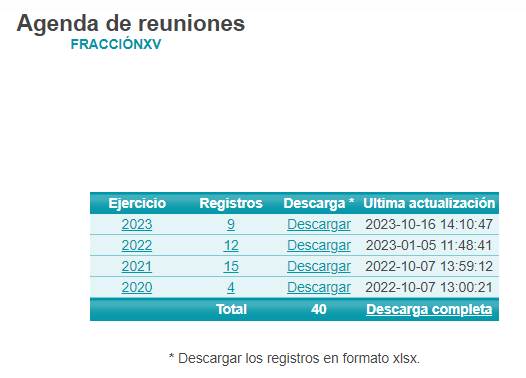 Agenda de reuniones
FRACCIÓNXV
Ejercicio Registros Descarga * Ultima actualización
2023 9 Descargar 2023-10-16 14:10:47
2022 12 Descargar 2023-01-05 11:48:41
2021 15 Descargar 2022-10-07 13:59:12
2020 4 Descargar 2022-10-07 13:00:21
Total 40 Descarga completa
* Descargar los registros en formato xlsx.